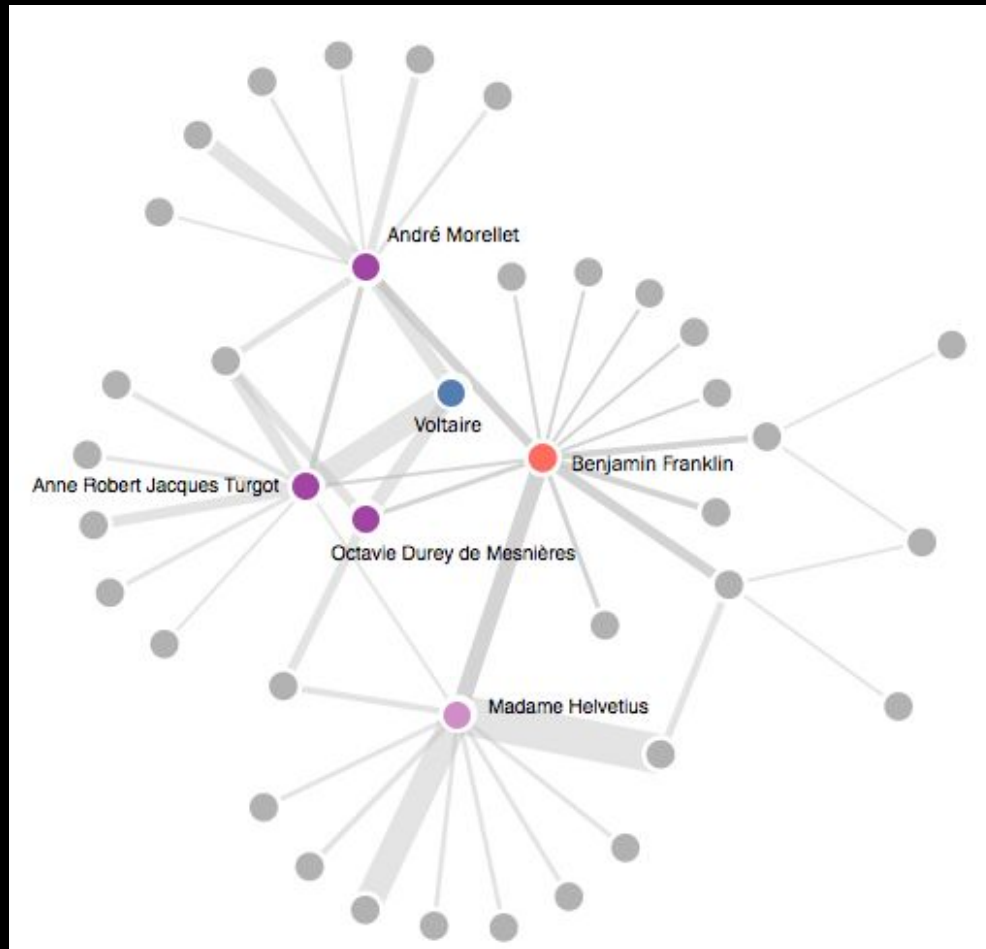 André Morellet
Voltaire
Benjamin Franklin
Anne Robert Jacques Turgot
Octavie Durey de Mesnières
Madame Helvetius